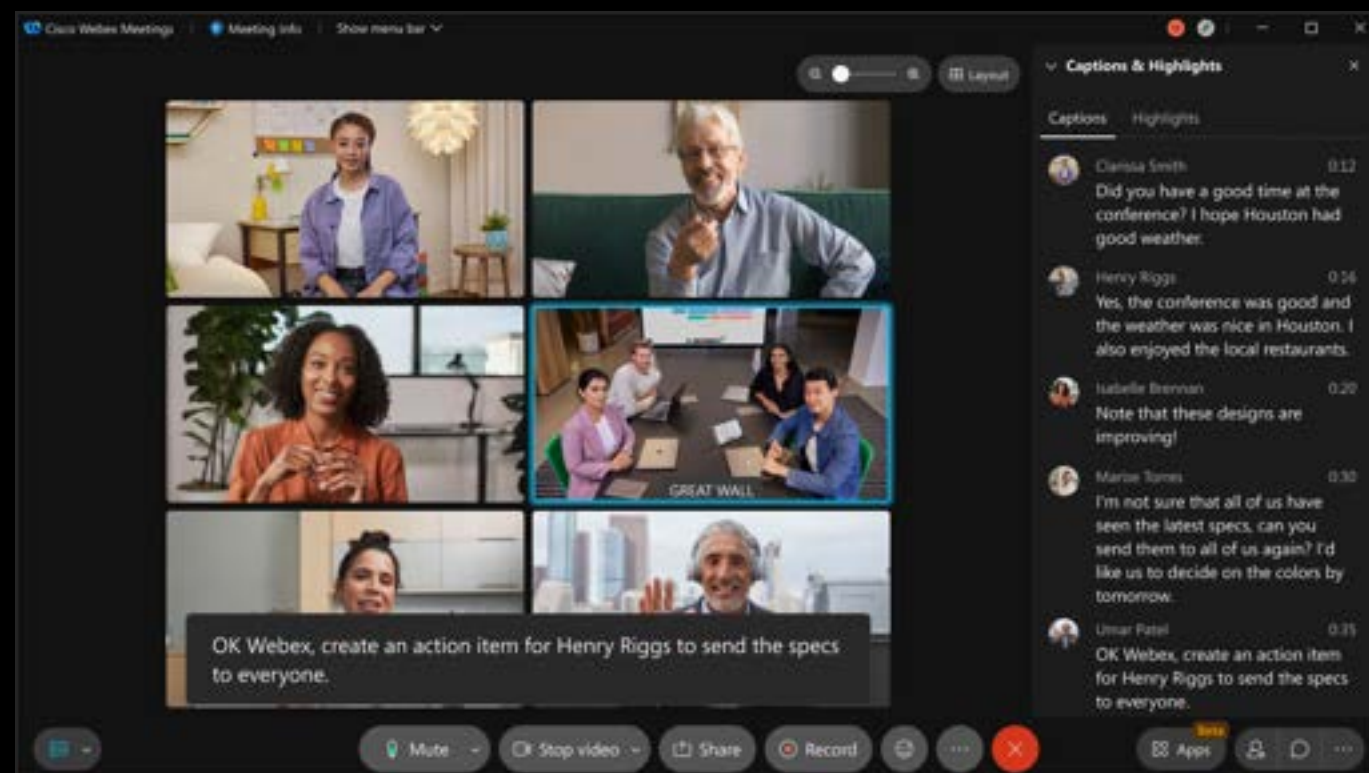 Cisco Webex Meetings
Meeting Info
Show menu bar
Layout
Captions & Highlights
Captions
Highlights
Clarissa Smith
0:12
Did you have a good time at the
conference? I hope Houston had
good weather.
Henry Riggs
0:16
Yes, the conference was good and
the weather was nice in Houston. I
also enjoyed the local restaurants.
Isabelle Brennan
0:20
Note that these designs are
improving!
Marise Torres
0:30
I'm not sure that all of us have
seen the latest specs, can you
send them to all of us again? I'd
like us to decide on the colors by
tomorrow.
Umar Patel
0:35
OK Webex, create an action item
for Henry Riggs to send the specs
to everyone.
GREAT WALL
OK Webex, create an action item for Henry Riggs to send the specs
to everyone.
Mute
Stop video
Share
Record
Beta
Apps